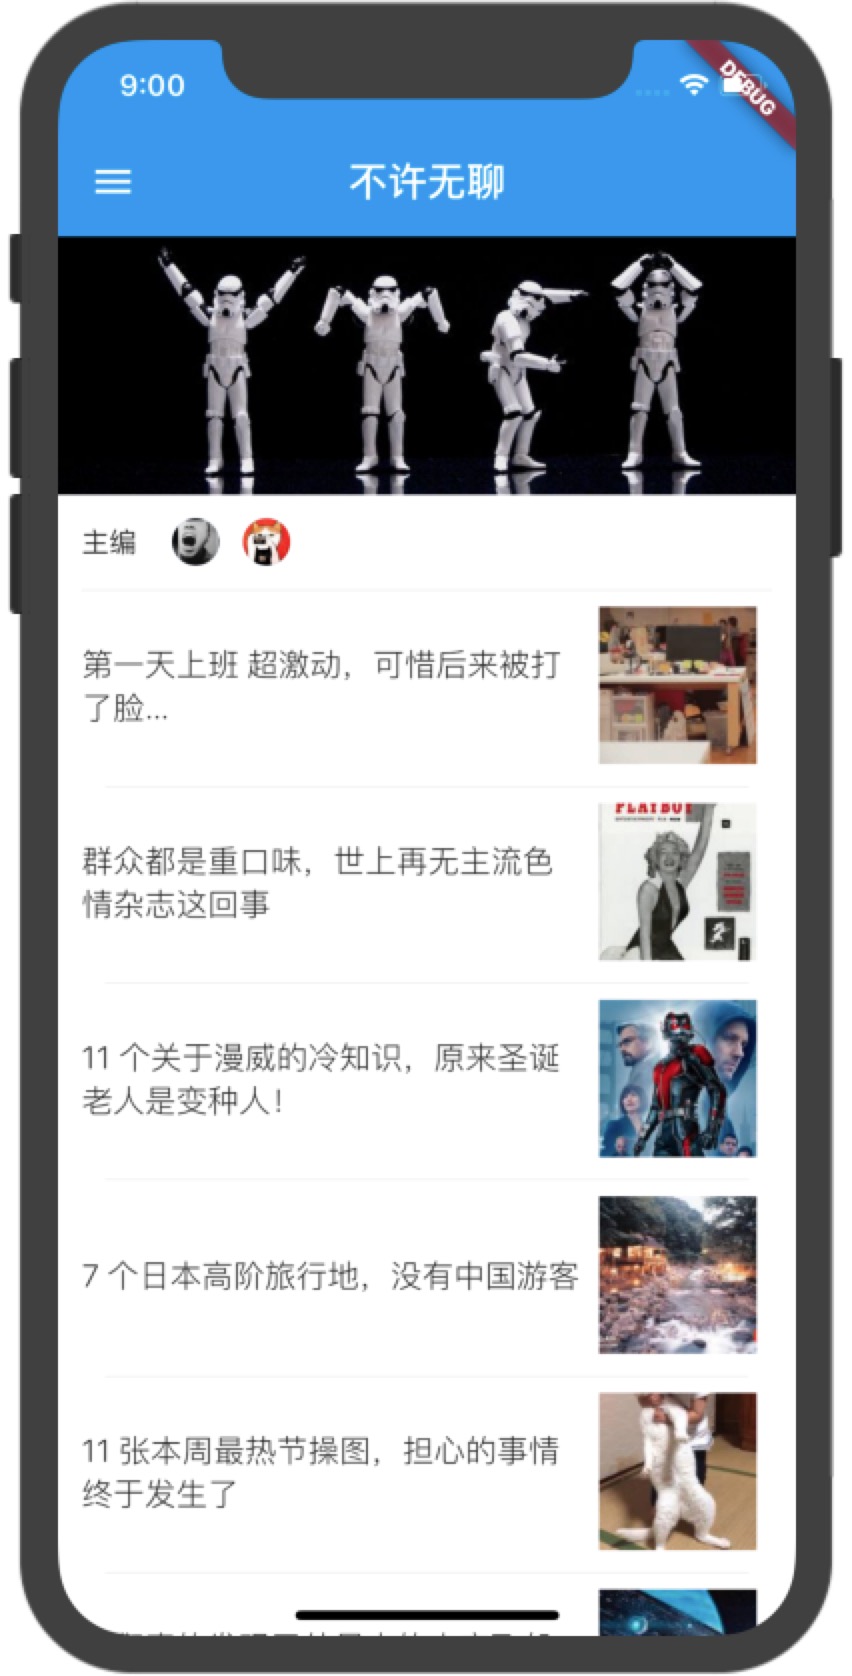 9:00
DEBUG
不许无聊
主编
第一天上班 超激动，可惜后来被打
了脸...
PLAYBOY
群众都是重口味，世上再无主流色
情杂志这回事
11 个关于漫威的冷知识，原来圣诞
老人是变种人！
7 个日本高阶旅行地，没有中国游客
11 张本周最热节操图，担心的事情
终于发生了